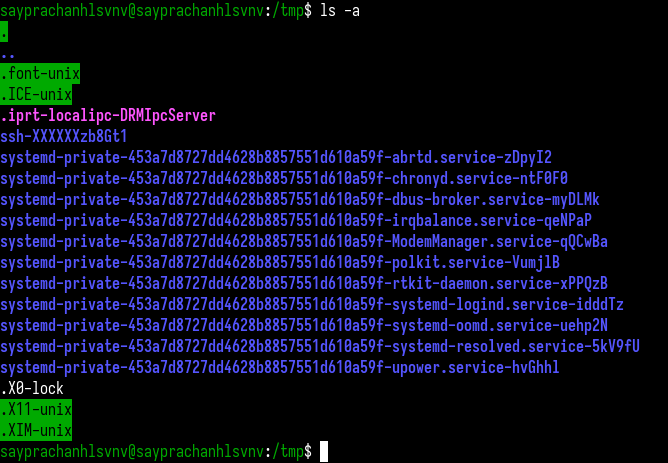 sayprachanhlsvnv@sayprachanhlsvnv:/tmp$ ls -a
.
..
.font-unix
.ICE-unix
.iprt-localipc-DRMIpcServer
ssh-XXXXXXzb8Gt1
systemd-private-453a7d8727dd4628b8857551d610a59f-abrtd.service-zDpyI2
systemd-private-453a7d8727dd4628b8857551d610a59f-chronyd.service-ntF0F0
systemd-private-453a7d8727dd4628b8857551d610a59f-dbus-broker.service-myDLMk
systemd-private-453a7d8727dd4628b8857551d610a59f-irqbalance.service-qeNPaP
systemd-private-453a7d8727dd4628b8857551d610a59f-ModemManager.service-qQCwBa
systemd-private-453a7d8727dd4628b8857551d610a59f-polkit.service-VumjlB
systemd-private-453a7d8727dd4628b8857551d610a59f-rtkit-daemon.service-xPPQzB
systemd-private-453a7d8727dd4628b8857551d610a59f-systemd-logind.service-idddTz
systemd-private-453a7d8727dd4628b8857551d610a59f-systemd-oomd.service-uehp2N
systemd-private-453a7d8727dd4628b8857551d610a59f-systemd-resolved.service-5kV9fU
systemd-private-453a7d8727dd4628b8857551d610a59f-upower.service-hvGhhl
.X0-lock
.X11-unix
.XIM-unix
sayprachanhlsvnv@sayprachanhlsvnv:/tmp$